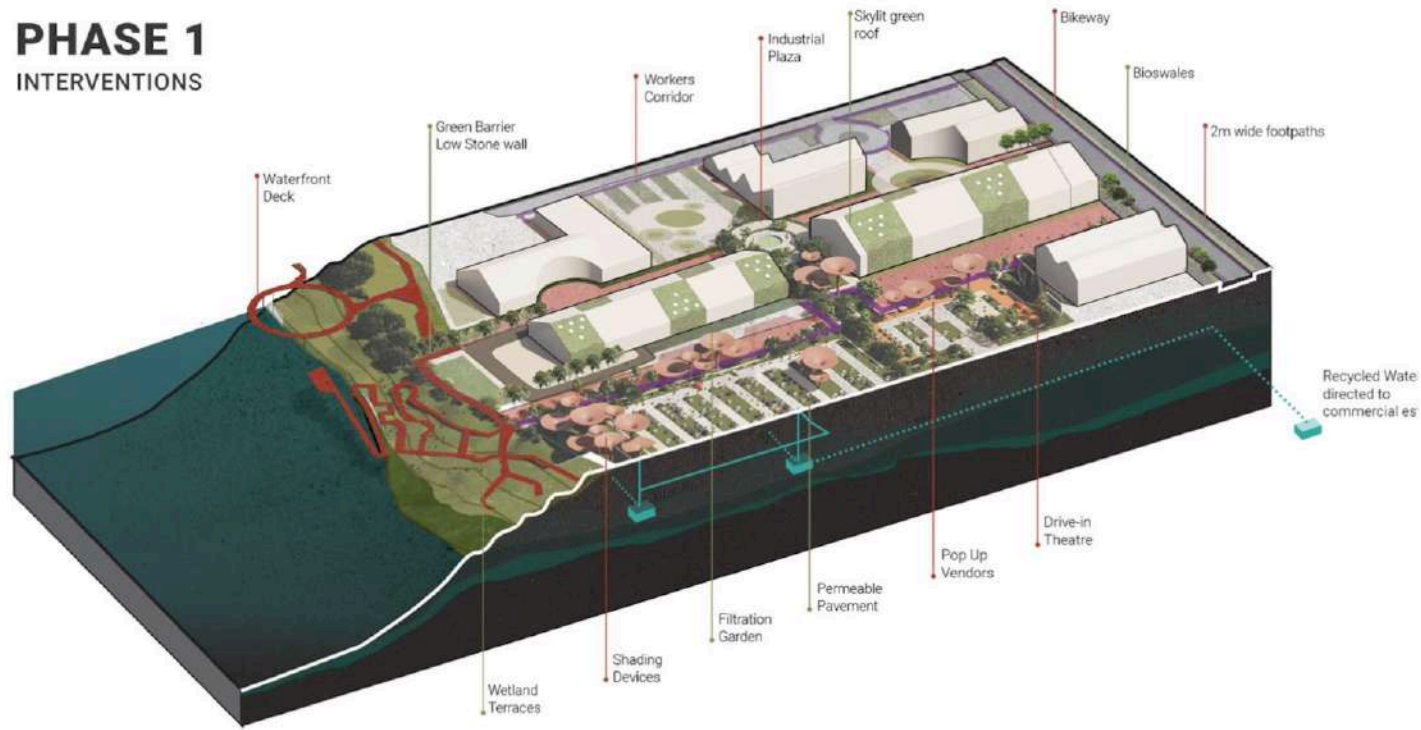 PHASE 1
INTERVENTIONS
Skylit green
roof
Bikeway
Industrial
Plaza
Workers
Corridor
Bioswales
Green Barrier
Low Stone wall
2m wide footpaths
Waterfront
Deck
Recycled Wate
directed to
commercial es
Drive-in
Theatre
Pop Up
Vendors
Permeable
Pavement
Filtration
Garden
Shading
Devices
Wetland
Terraces